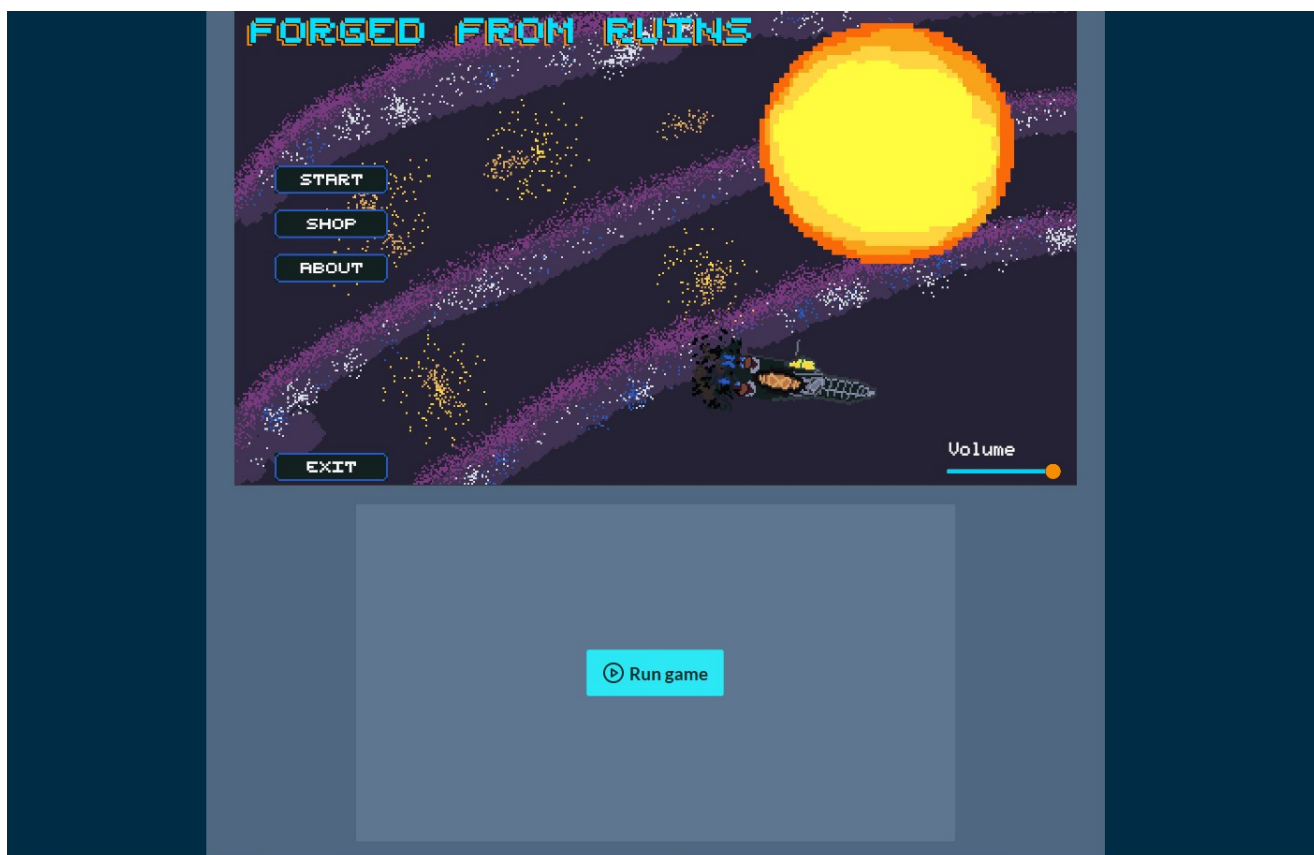 FORGED FROM RUINS
START
SHOP
ABOUT
EXIT
Volume
Run game